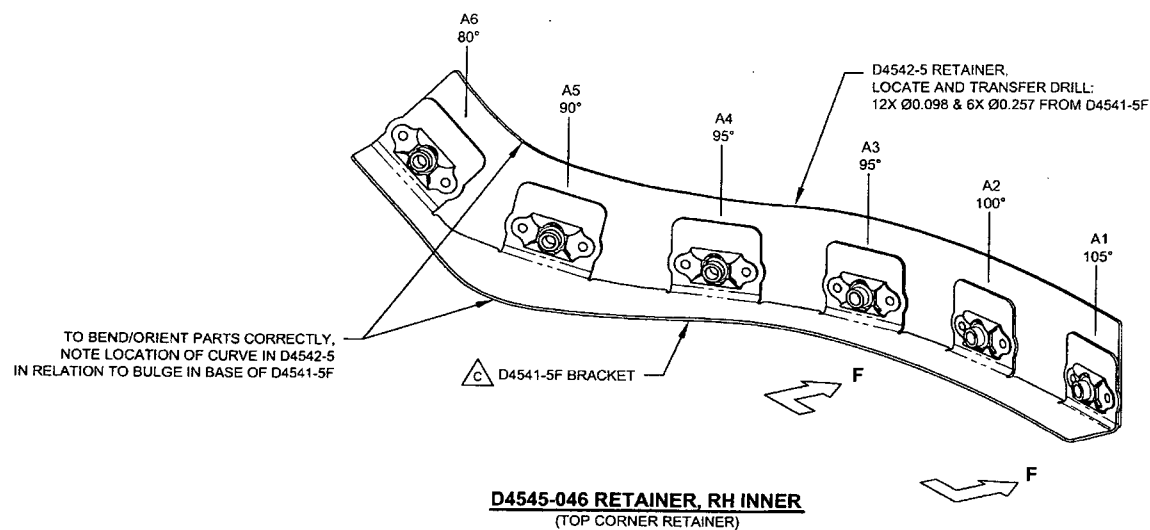 A6
80°
A5
90°
A4
95°
A3
95°
A2
100°
A1
105°
D4542-5 RETAINER,
LOCATE AND TRANSFER DRILL:
12X Ø0.098 & 6X Ø0.257 FROM D4541-5F
TO BEND/ORIENT PARTS CORRECTLY,
NOTE LOCATION OF CURVE IN D4542-5
IN RELATION TO BULGE IN BASE OF D4541-5F
C D4541-5F BRACKET
F
F
D4545-046 RETAINER, RH INNER
(TOP CORNER RETAINER)